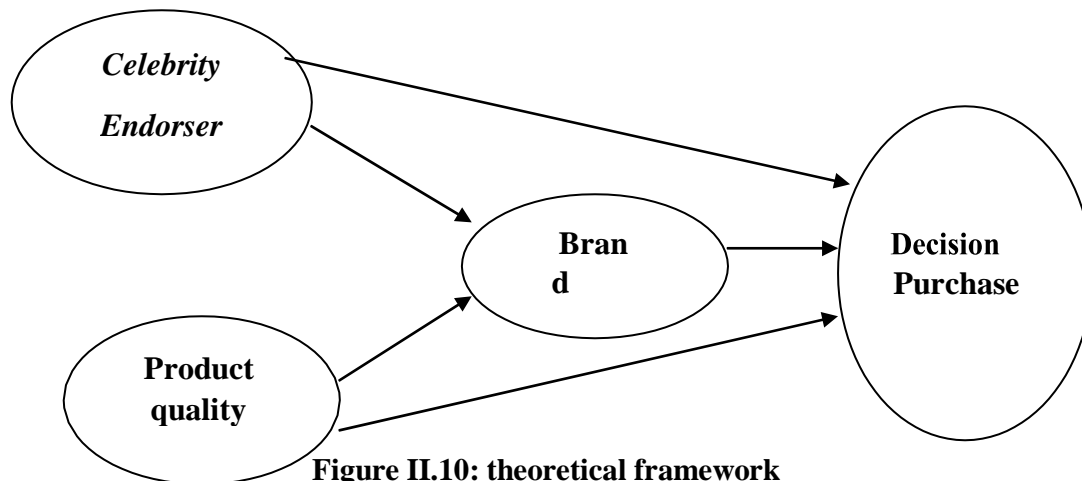 Celebrity
Endorser
Bran
d
Decision
Purchase
Product
quality
Figure II.10: theoretical framework